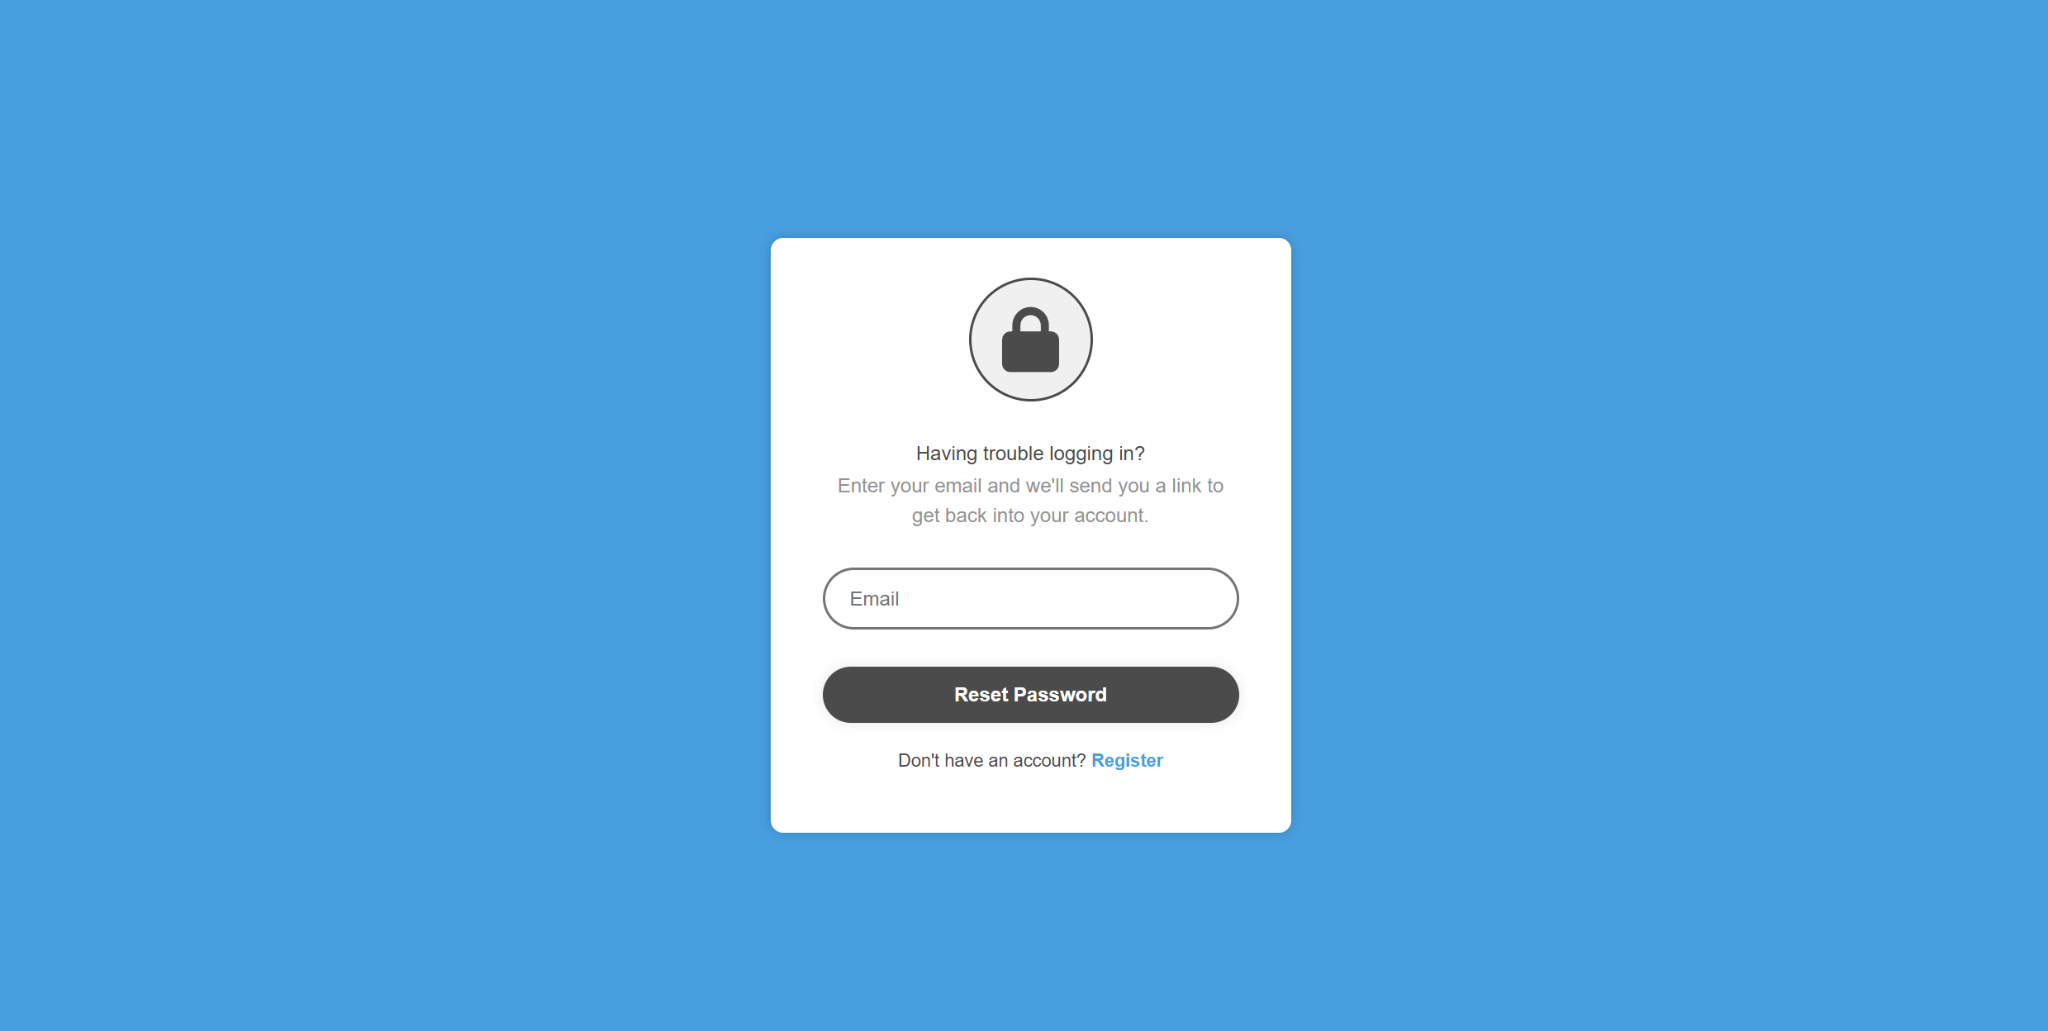 Having trouble logging in?
Enter your email and we'll send you a link to
get back into your account.
Email
Reset Password
Don't have an account? Register